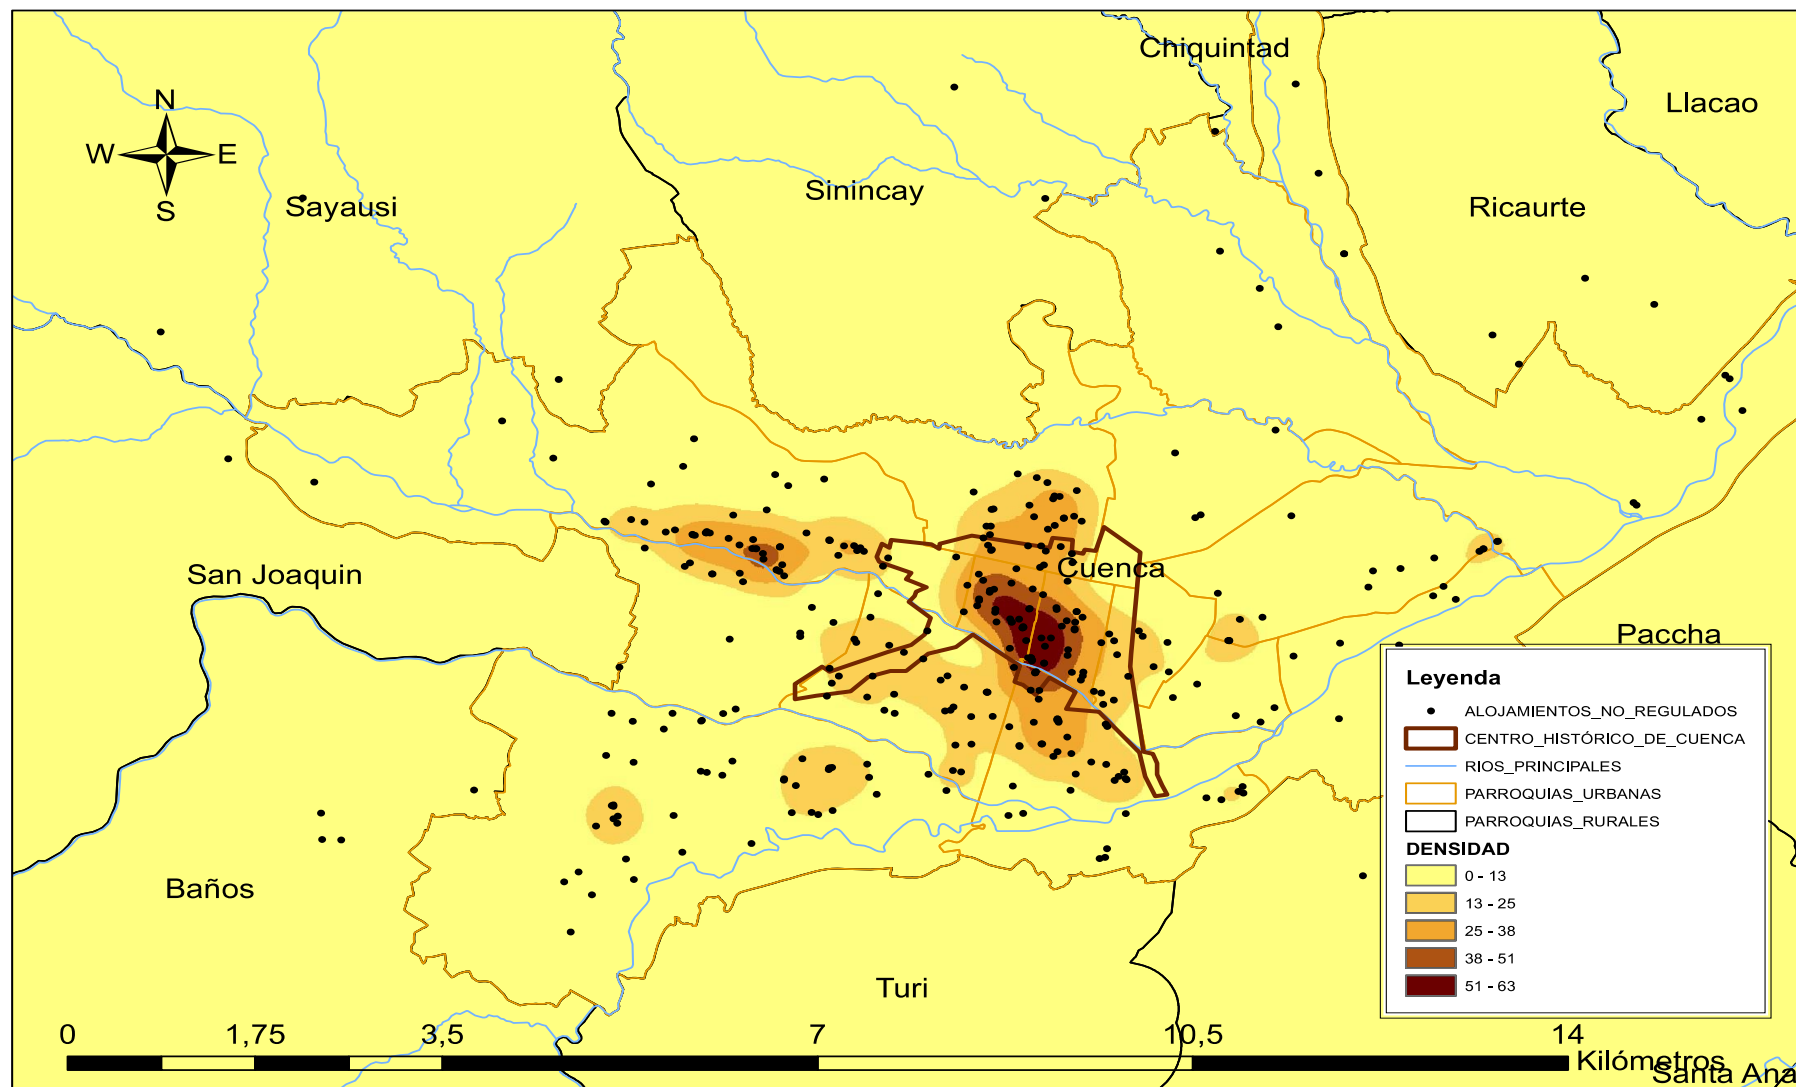 Chiquintad
Llacao
N
W E
S
Sayausi
Sinincay
Ricaurte
Cuenca
San Joaquin
Paccha
Baños
Turi
Leyenda
ALOJAMIENTOS_NO_REGULADOS
CENTRO_HISTÓRICO_DE_CUENCA
RIOS_PRINCIPALES
PARROQUIAS_URBANAS
PARROQUIAS_RURALES
DENSIDAD
0 - 13
13 - 25
25 - 38
38 - 51
51 - 63
0 1,75 3,5 7 10,5 14
Kilómetros
Santa Ana